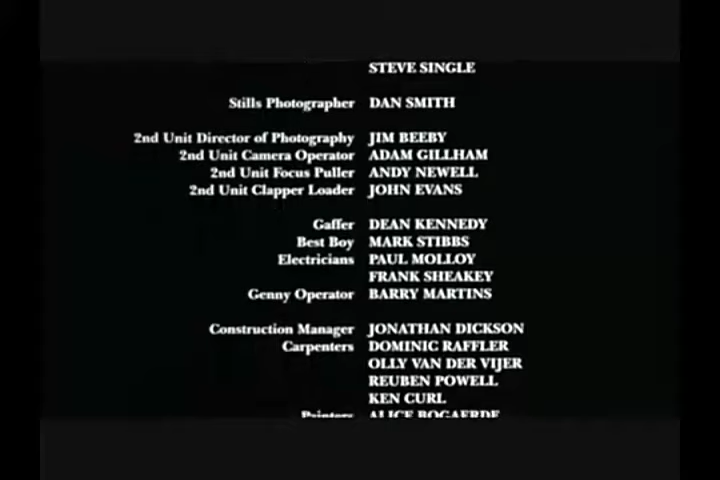 STEVE SINGLE
Stills Photographer DAN SMITH
2nd Unit Director of Photography JIM BEEBY
2nd Unit Camera Operator ADAM GILLHAM
2nd Unit Focus Puller ANDY NEWELL
2nd Unit Clapper Loader JOHN EVANS
Gaffer DEAN KENNEDY
Best Boy MARK STIBBS
Electricians PAUL MOLLOY
FRANK SHEAKEY
Genny Operator BARRY MARTINS
Construction Manager JONATHAN DICKSON
Carpenters DOMINIC RAFFLER
OLLY VAN DER VIJER
REUBEN POWELL
KEN CURL
Painters ALICE BOGAERDE